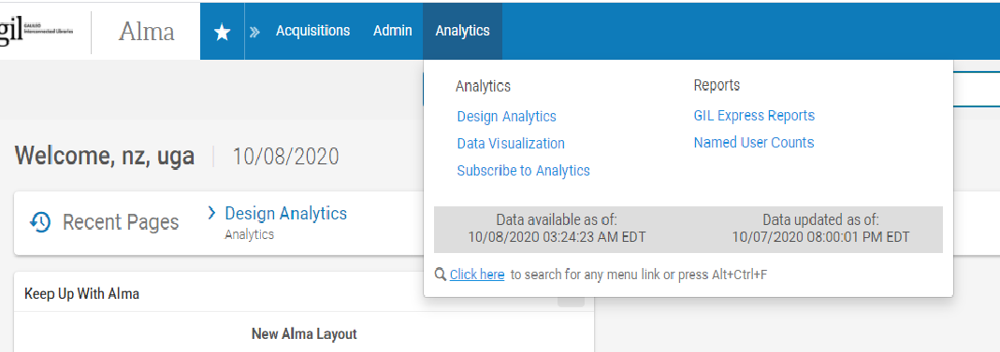 gil GALILEO
Interconnected Libraries
Alma
Acquisitions
Admin
Analytics
Analytics
Design Analytics
Data Visualization
Subscribe to Analytics
Reports
GIL Express Reports
Named User Counts
Data available as of:
10/08/2020 03:24:23 AM EDT
Data updated as of:
10/07/2020 08:00:01 PM EDT
Click here to search for any menu link or press Alt+Ctrl+F
Welcome, nz, uga
10/08/2020
Recent Pages
Design Analytics
Analytics
Keep Up With Alma
New Alma Layout